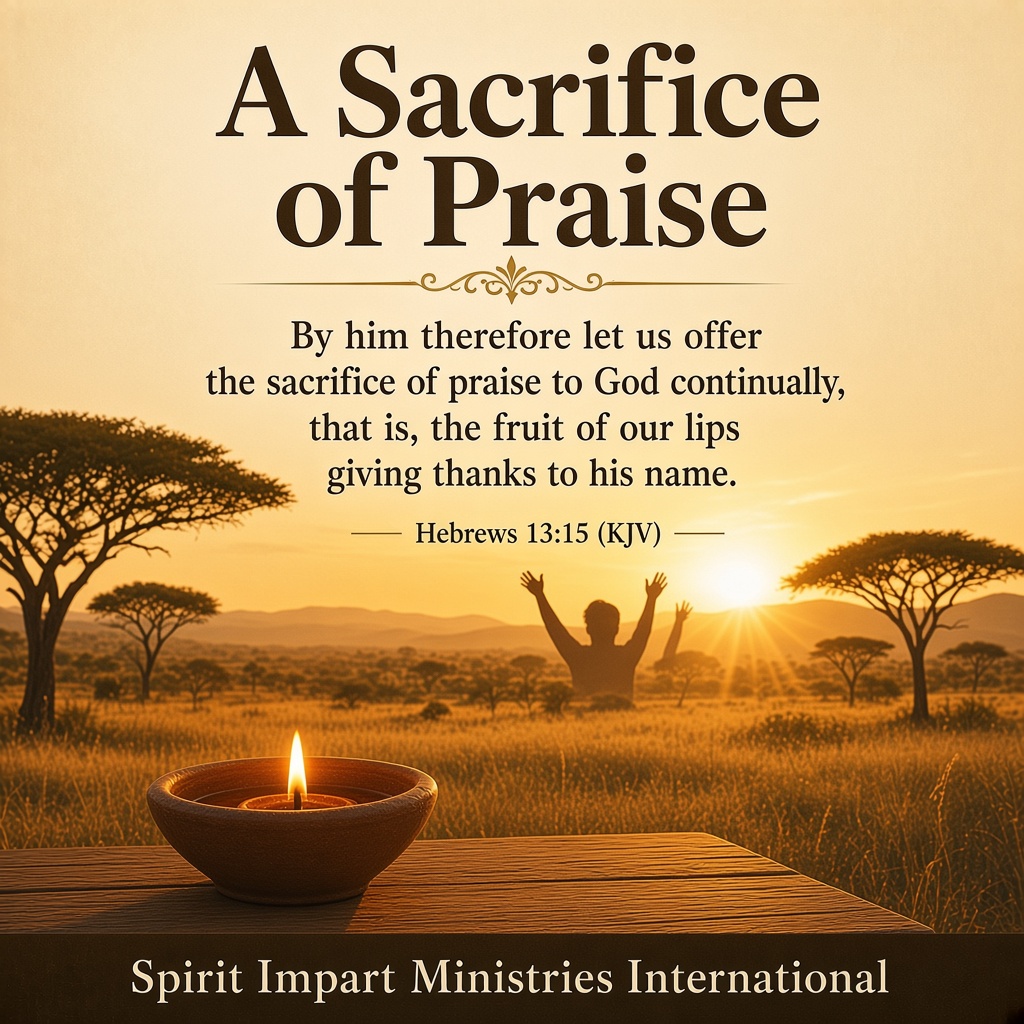 A Sacrifice
of Praise
By him therefore let us offer
the sacrifice of praise to God continually,
that is, the fruit of our lips
giving thanks to his name.
Hebrews 13:15 (KJV)
Spirit Impart Ministries International